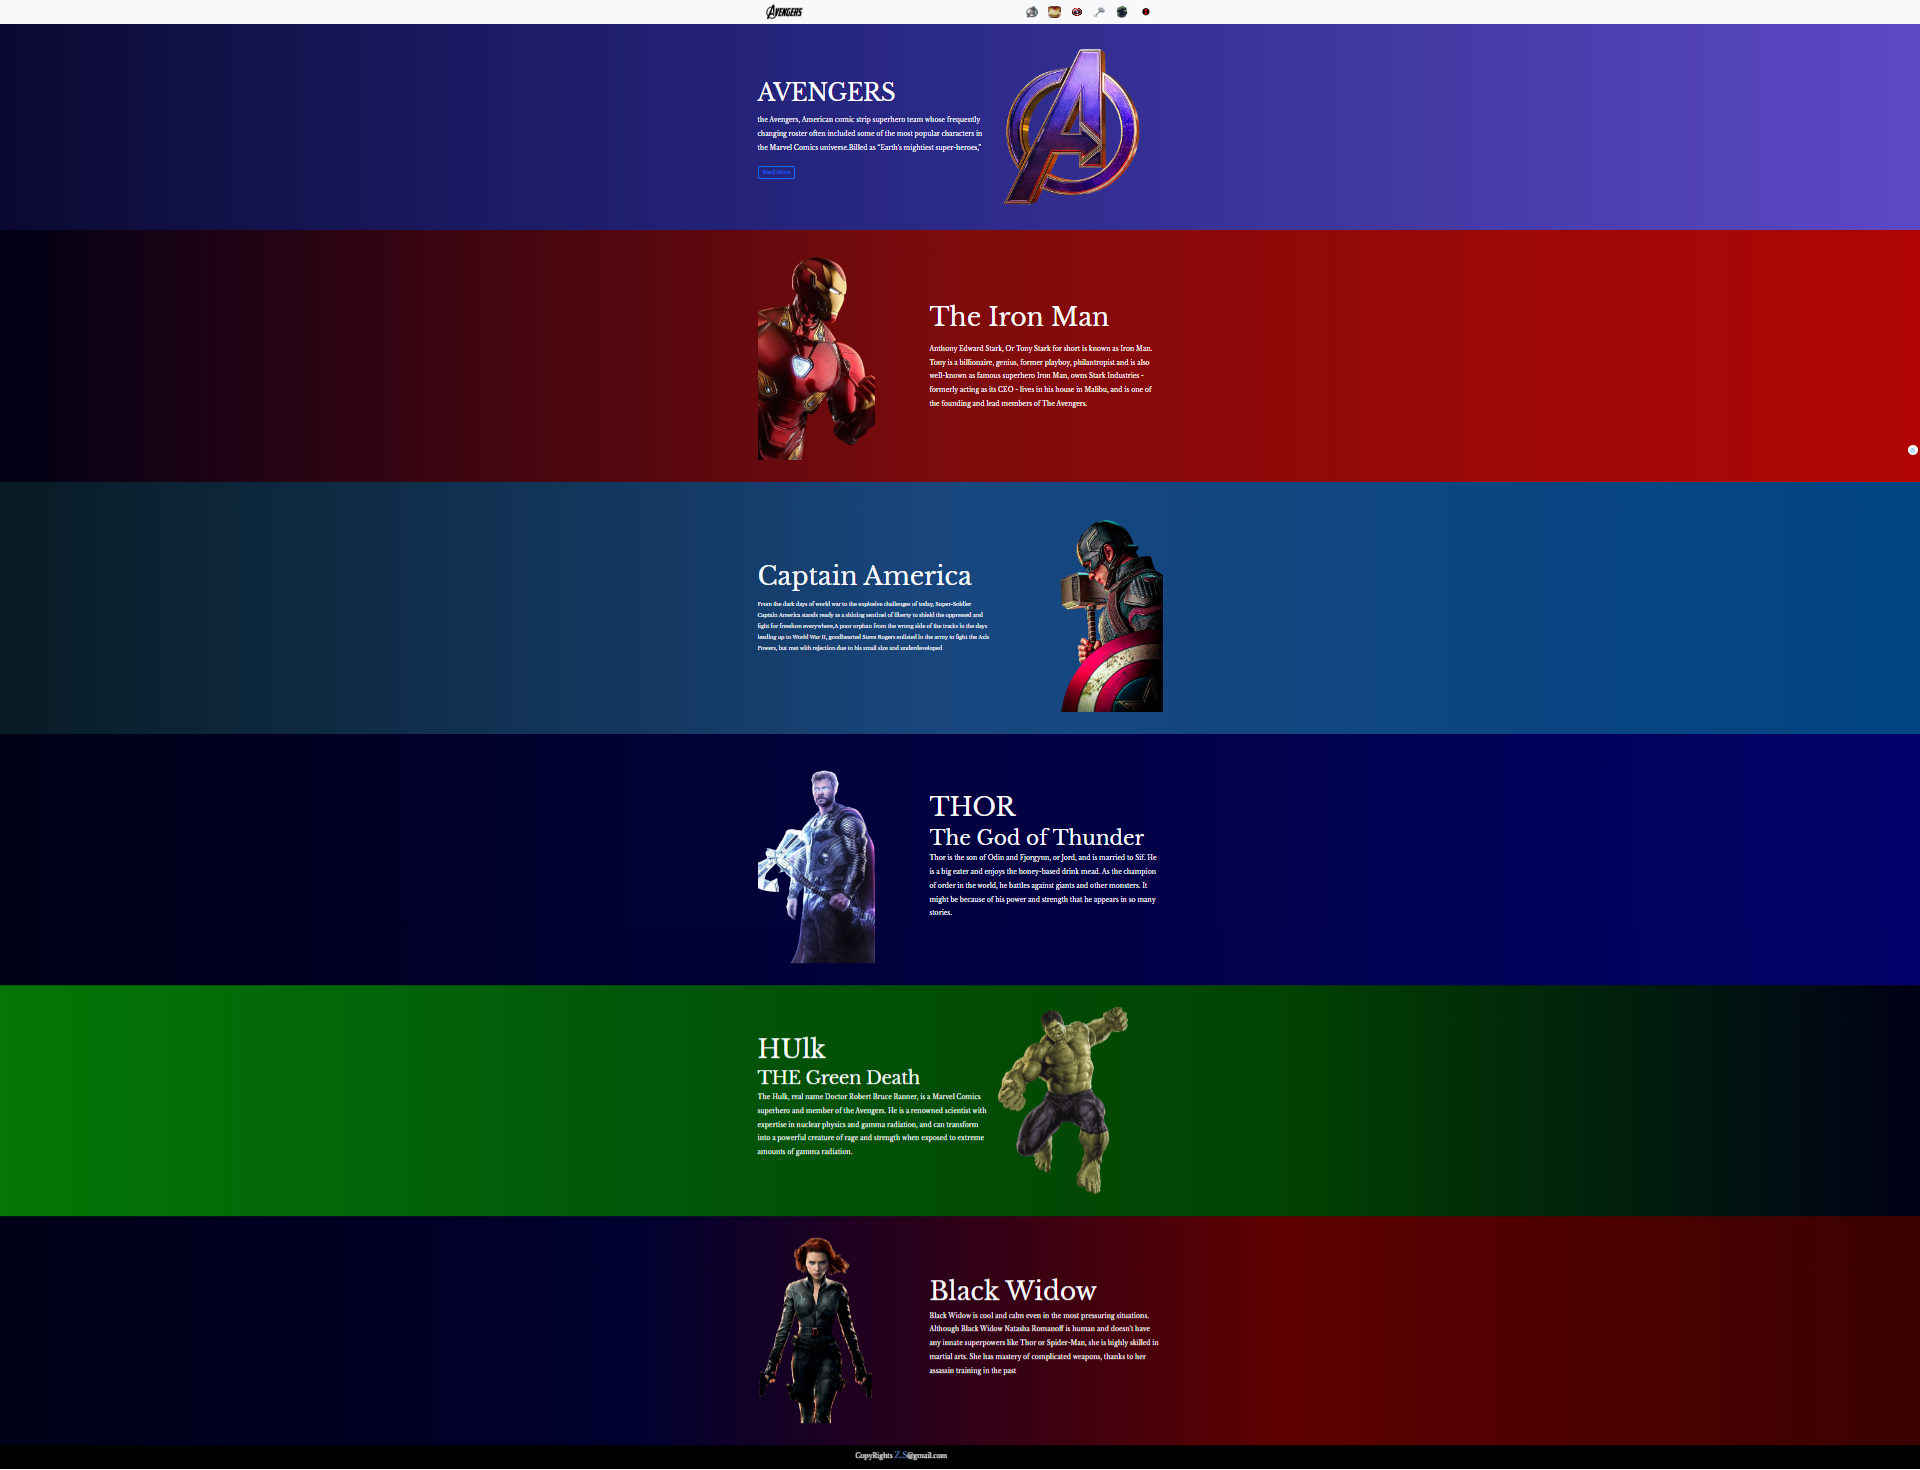 AVENGERS
AVENGERS
the Avengers, American comic strip superhero team whose frequently
changing roster often included some of the most popular characters in
the Marvel Comics universe.Billed as “Earth's mightiest super-heroes,”
Read More
The Iron Man
Anthony Edward Stark, Or Tony Stark for short is known as Iron Man.
Tony is a billionaire, genius, former playboy, philantropist and is also
well-known as famous superhero Iron Man, owns Stark Industries -
formerly acting as its CEO - lives in his house in Malibu, and is one of
the founding and lead members of The Avengers.
Captain America
From the dark days of world war to the explosive challenges of today, Super-Soldier
Captain America stands ready as a shining sentinel of liberty to shield the oppressed and
fight for freedom everywhere,A poor orphan from the wrong side of the tracks in the days
leading up to World War II, goodhearted Steve Rogers enlisted in the army to fight the Axis
Powers, but met with rejection due to his small size and underdeveloped
THOR
The God of Thunder
Thor is the son of Odin and Fjorgynn, or Jord, and is married to Sif. He
is a big eater and enjoys the honey-based drink mead. As the champion
of order in the world, he battles against giants and other monsters. It
might be because of his power and strength that he appears in so many
stories.
HUlk
THE Green Death
The Hulk, real name Doctor Robert Bruce Banner, is a Marvel Comics
superhero and member of the Avengers. He is a renowned scientist with
expertise in nuclear physics and gamma radiation, and can transform
into a powerful creature of rage and strength when exposed to extreme
amounts of gamma radiation.
Black Widow
Black Widow is cool and calm even in the most pressuring situations.
Although Black Widow Natasha Romanoff is human and doesn't have
any innate superpowers like Thor or Spider-Man, she is highly skilled in
martial arts. She has mastery of complicated weapons, thanks to her
assassin training in the past
CopyRights Z.S@gmail.com